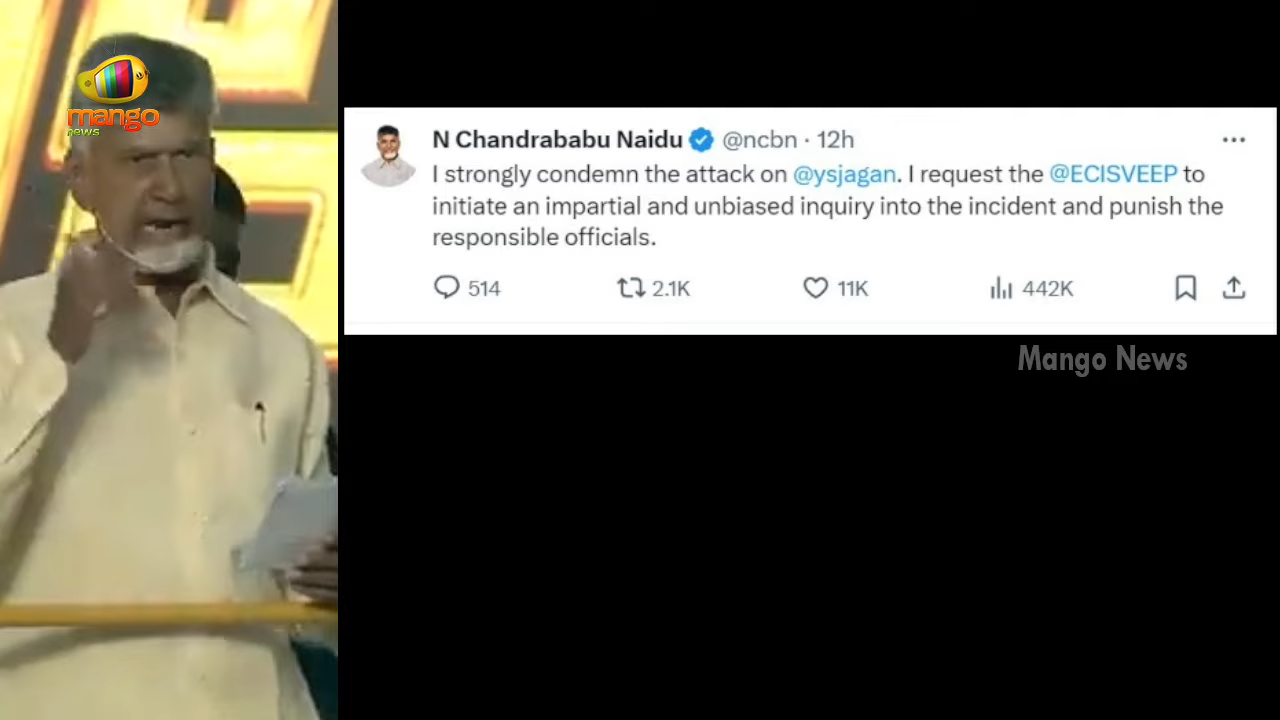 mango
news
N Chandrababu Naidu @ncbn · 12h
I strongly condemn the attack on @ysjagan. I request the @ECISVEEP to
initiate an impartial and unbiased inquiry into the incident and punish the
responsible officials.
514 2.1K 11K 442K
Mango News